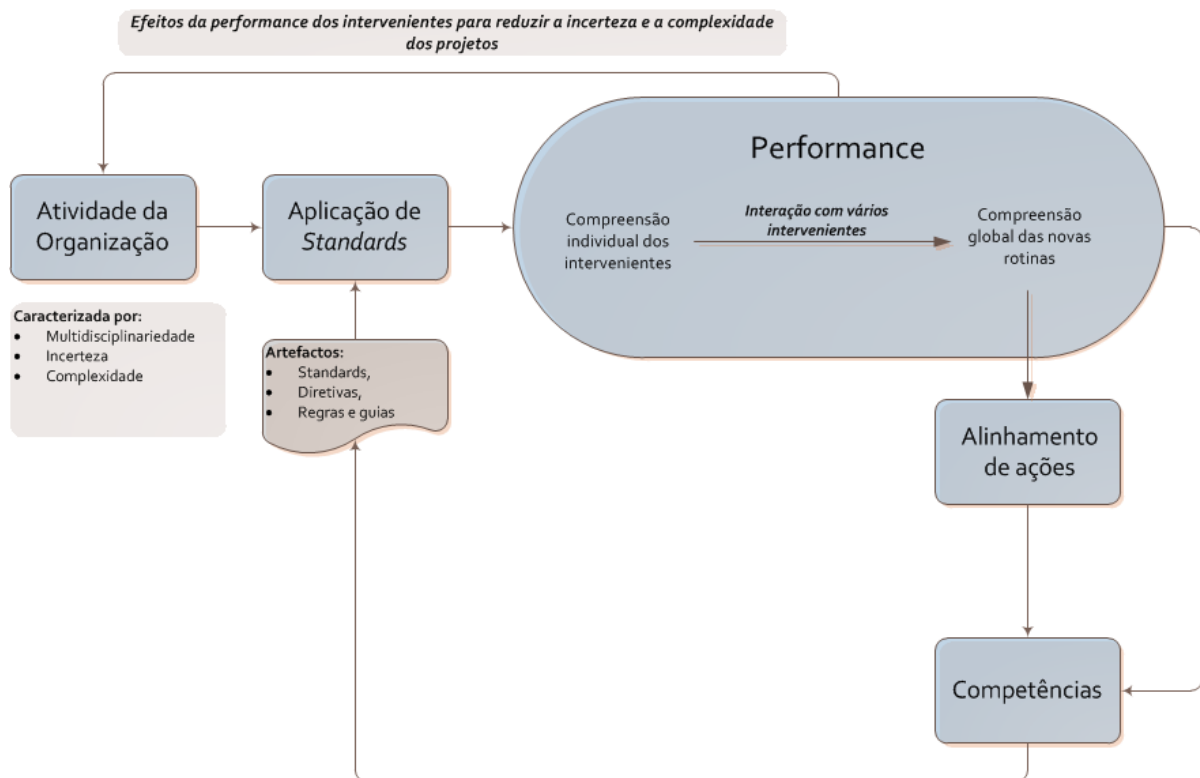 Efeitos da performance dos intervenientes para reduzir a incerteza e a complexidade
dos projetos
Performance
Atividade da
Organização
Aplicação de
Standards
Compreensão
individual dos
intervenientes
Interação com vários
intervenientes
Compreensão
global das novas
rotinas
Caracterizada por:
• Multidisciplinariedade
• Incerteza
• Complexidade
Artefactos:
• Standards,
• Diretivas,
• Regras e guias
Alinhamento
de ações
Competências